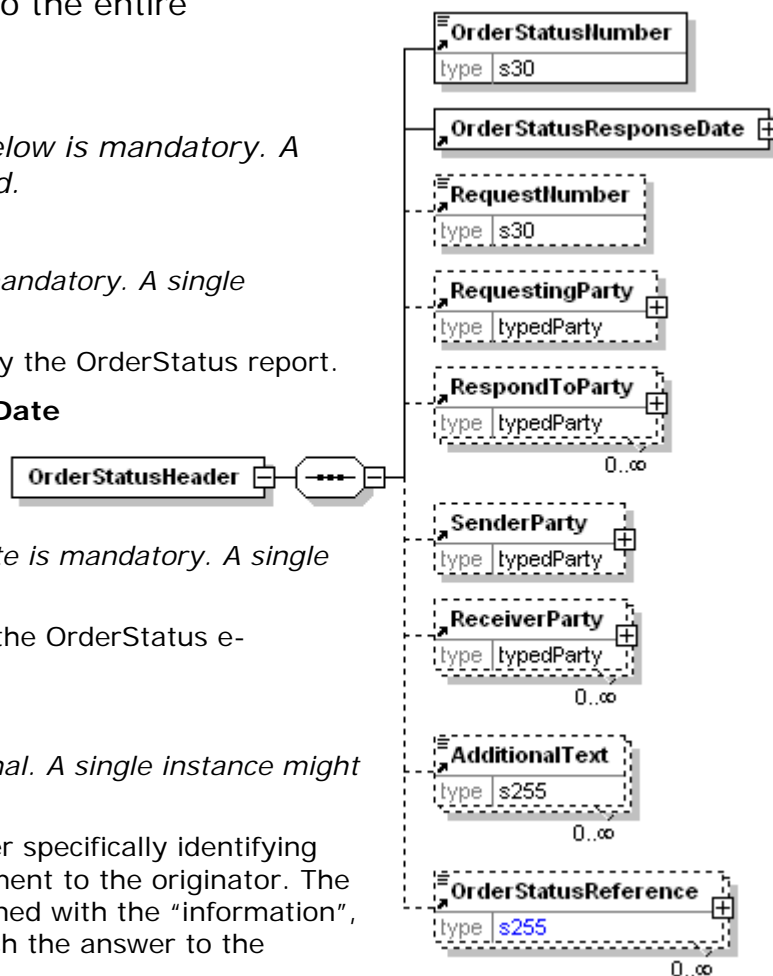 o the entire
elow is mandatory. A
d.
andatory. A single
y the OrderStatus report.
Date
te is mandatory. A single
the OrderStatus e-
nal. A single instance might
er specifically identifying
ment to the originator. The
ned with the “information”,
h the answer to the
OrderStatusHeader
OrderStatusNumber
type s30
OrderStatusResponseDate
RequestNumber
type s30
RequestingParty
type typedParty
RespondToParty
type typedParty
0..∞
SenderParty
type typedParty
ReceiverParty
type typedParty
0..∞
AdditionalText
type s255
0..∞
OrderStatusReference
type s255
0..∞